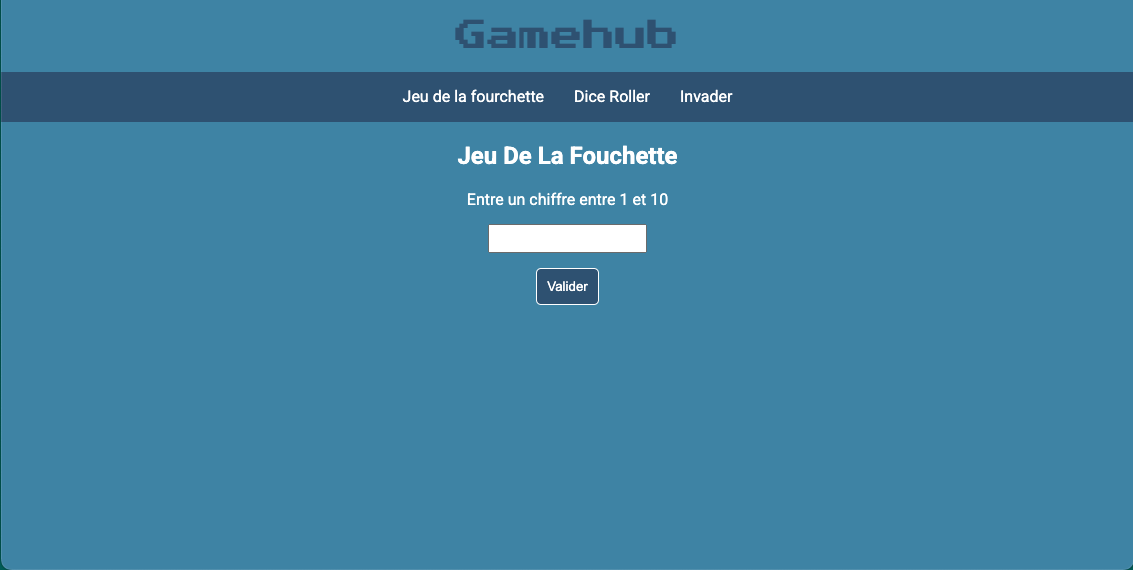 Gamehub
Jeu de la fourchette Dice Roller Invader
Jeu De La Fouchette
Entre un chiffre entre 1 et 10
Valider